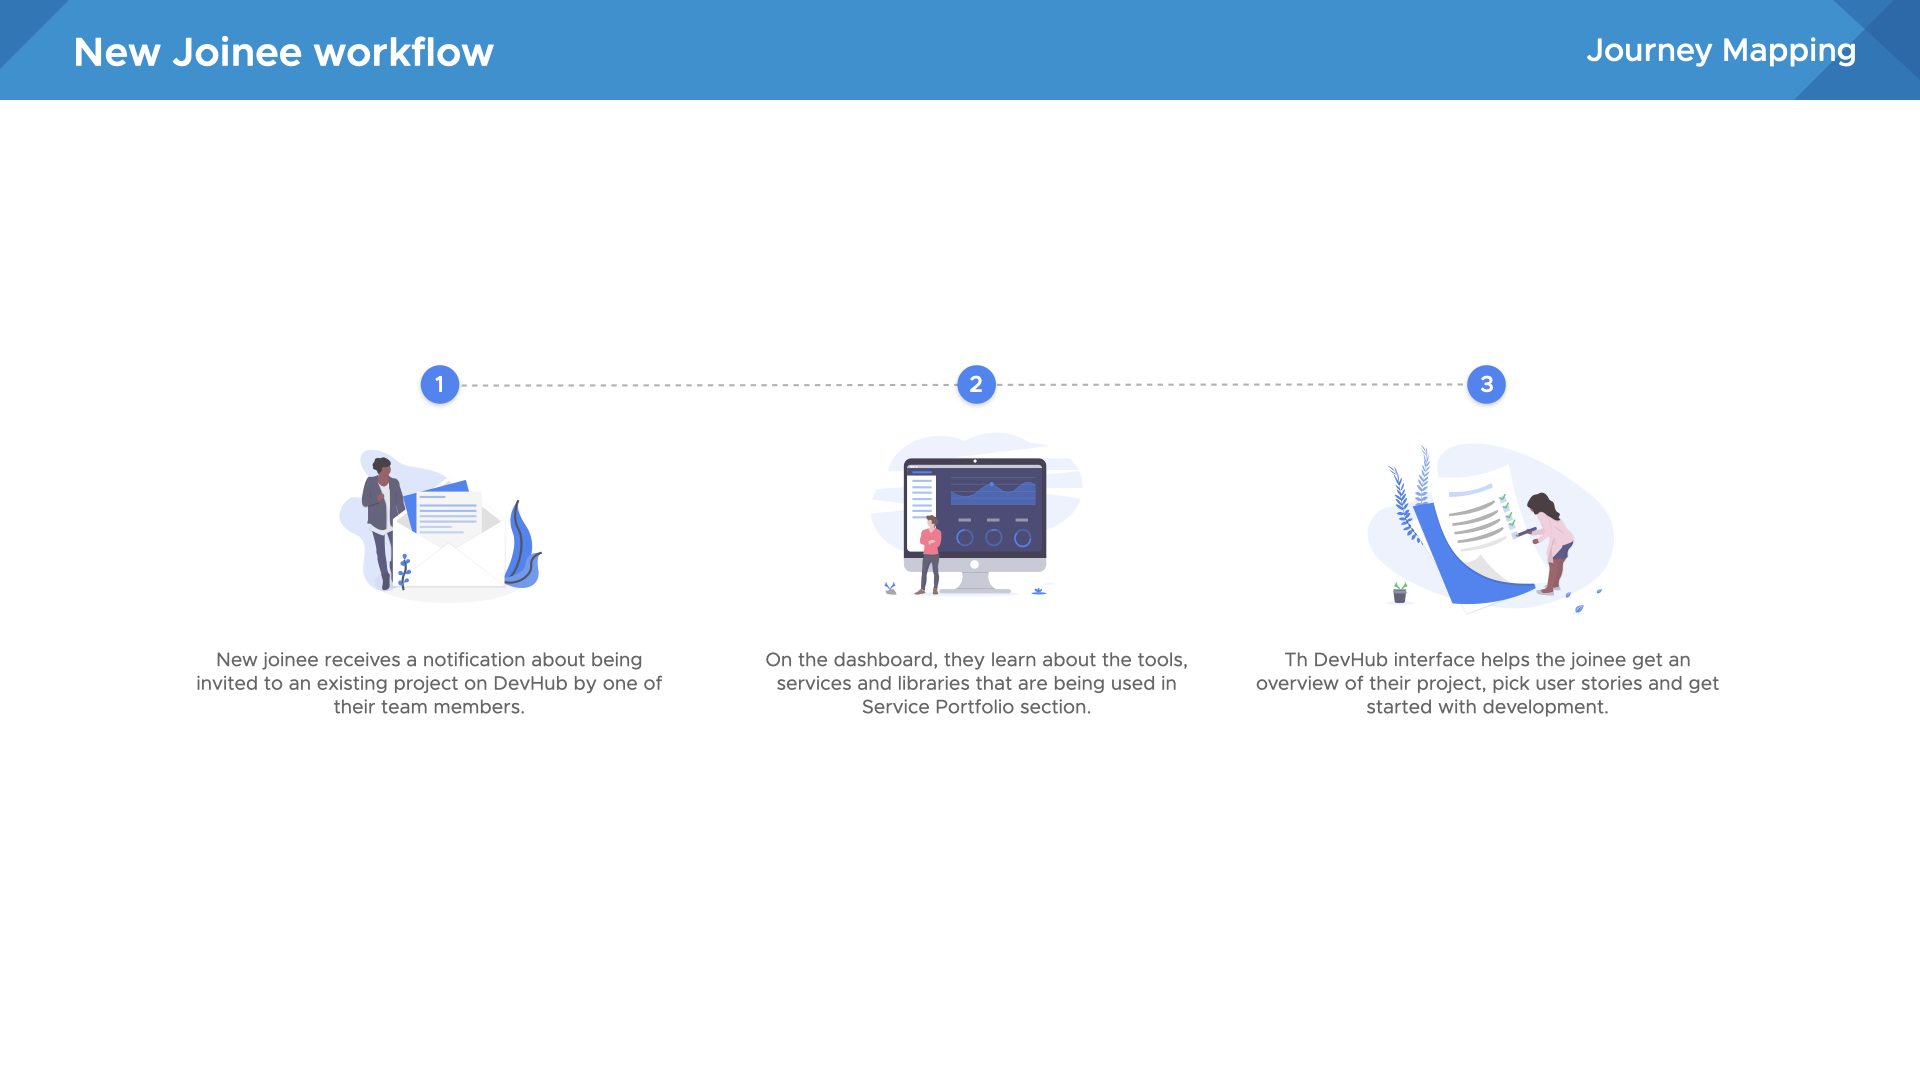 New Joinee workflow
Journey Mapping
1
2
3
New joinee receives a notification about being
invited to an existing project on DevHub by one of
their team members.
On the dashboard, they learn about the tools,
services and libraries that are being used in
Service Portfolio section.
Th DevHub interface helps the joinee get an
overview of their project, pick user stories and get
started with development.